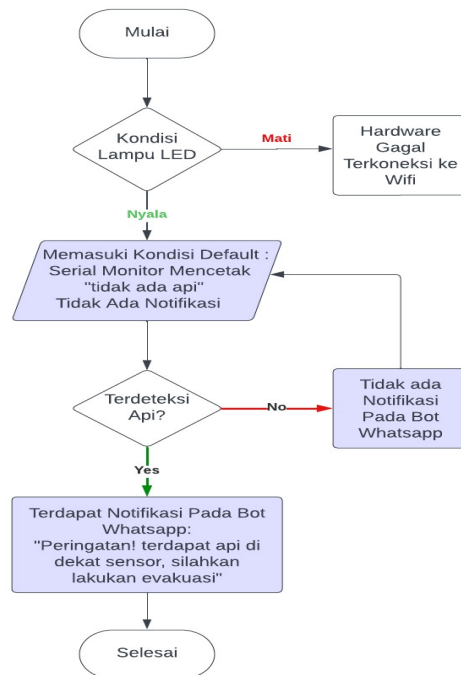 Mulai
Kondisi
Lampu LED
Mati
Hardware
Gagal
Terkoneksi ke
Wifi
Nyala
Memasuki Kondisi Default :
Serial Monitor Mencetak
"tidak ada api"
Tidak Ada Notifikasi
Terdeteksi
Api?
No
Tidak ada
Notifikasi
Pada Bot
Whatsapp
Yes
Terdapat Notifikasi Pada Bot
Whatsapp:
"Peringatan! terdapat api di
dekat sensor, silahkan
lakukan evakuasi"
Selesai